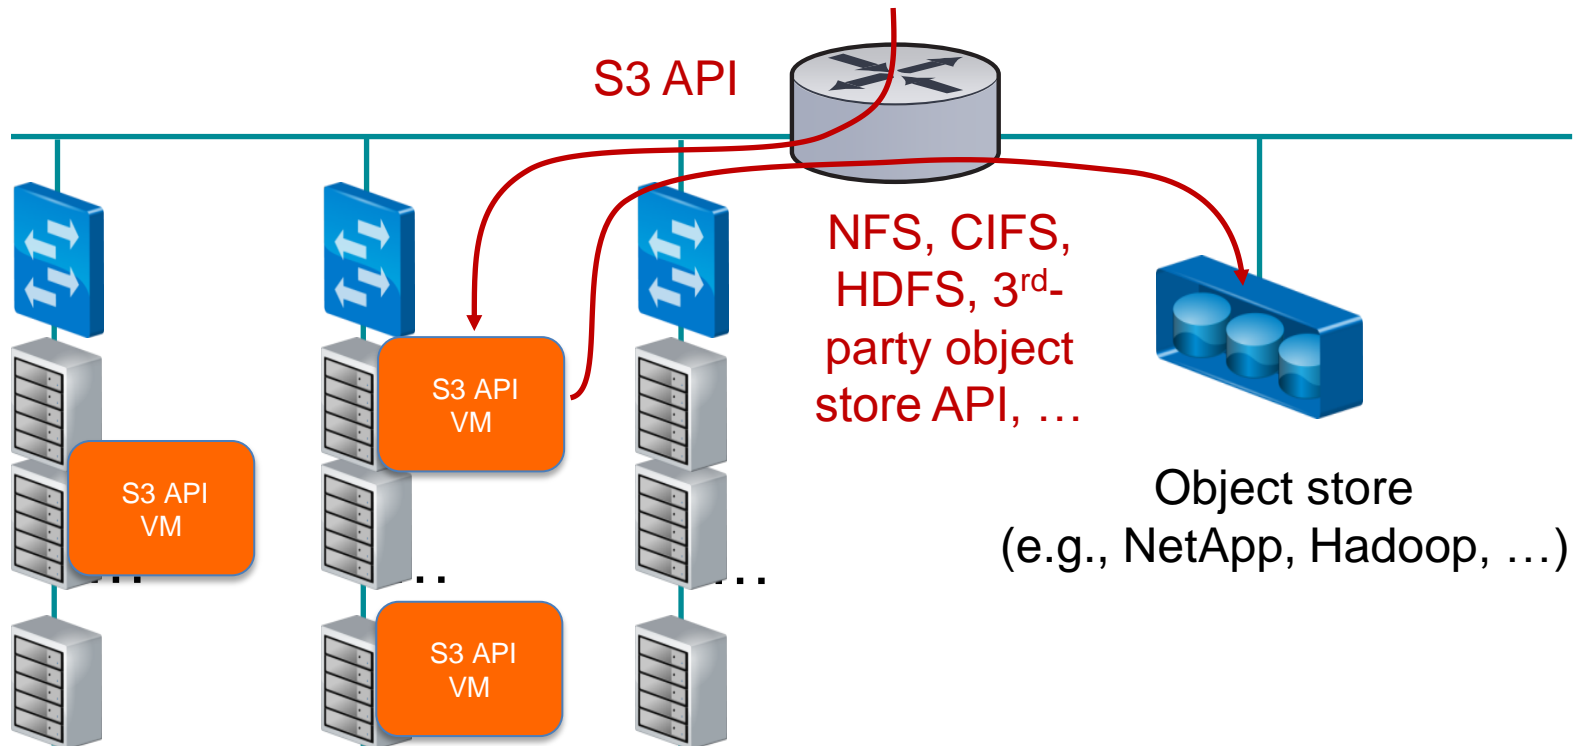 S3 API
NFS, CIFS,
HDFS, 3rd-
party object
store API, …
S3 API
VM
S3 API
VM
Object store
(e.g., NetApp, Hadoop, …)
…
…
…
S3 API
VM